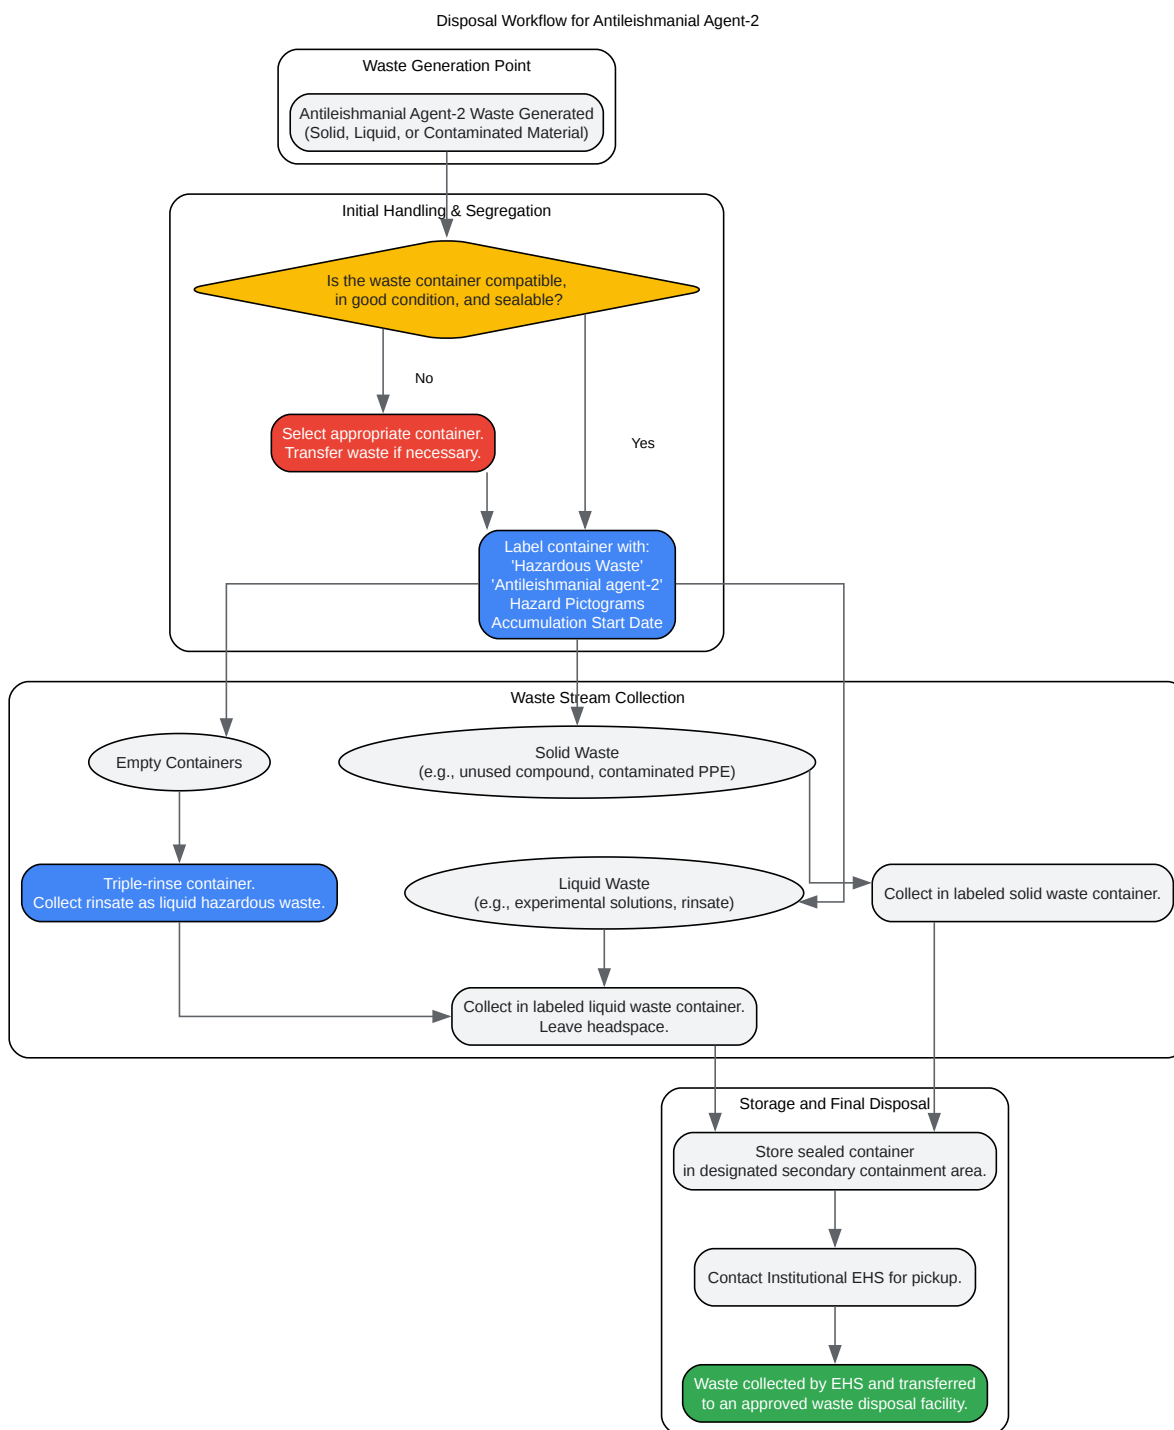 Disposal Workflow for Antileishmanial Agent-2
Waste Generation Point
Antileishmanial Agent-2 Waste Generated
(Solid, Liquid, or Contaminated Material)
Initial Handling & Segregation
Is the waste container compatible,
in good condition, and sealable?
No
Select appropriate container.
Transfer waste if necessary.
Yes
Label container with:
'Hazardous Waste'
'Antileishmanial agent-2'
Hazard Pictograms
Accumulation Start Date
Waste Stream Collection
Empty Containers
Solid Waste
(e.g., unused compound, contaminated PPE)
Triple-rinse container.
Collect rinsate as liquid hazardous waste.
Liquid Waste
(e.g., experimental solutions, rinsate)
Collect in labeled solid waste container.
Collect in labeled liquid waste container.
Leave headspace.
Storage and Final Disposal
Store sealed container
in designated secondary containment area.
Contact Institutional EHS for pickup.
Waste collected by EHS and transferred
to an approved waste disposal facility.